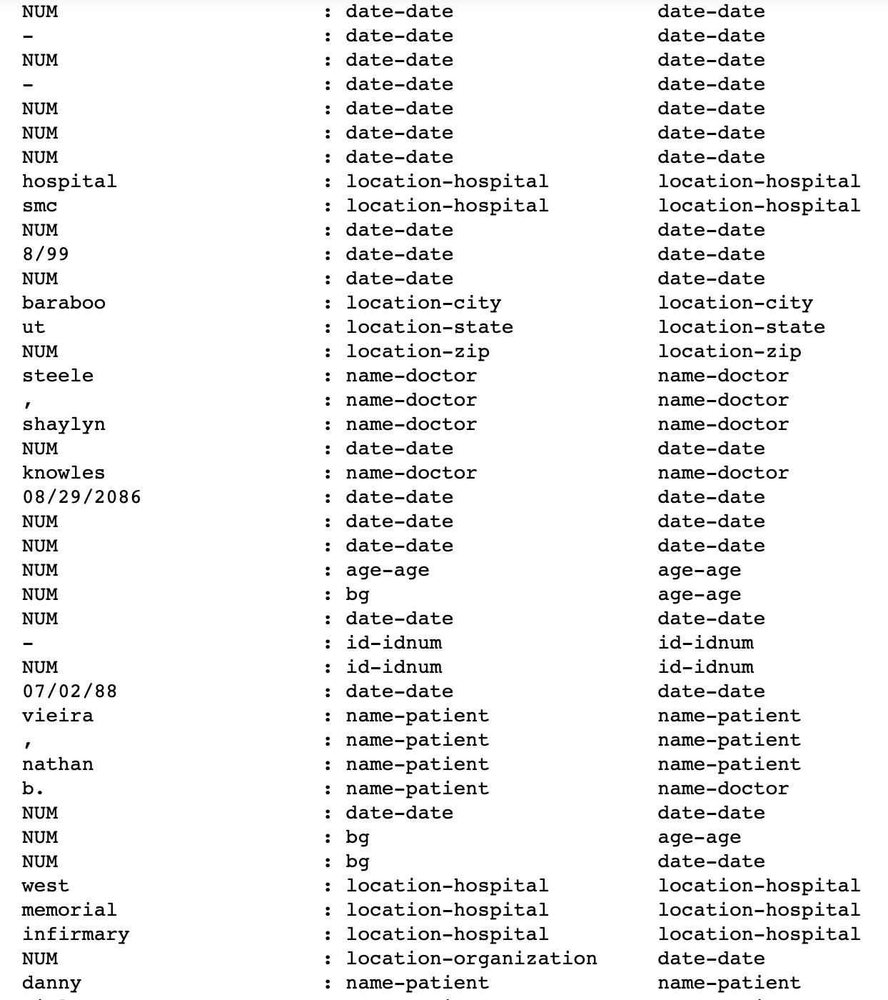 NUM : date-date date-date
- : date-date date-date
NUM : date-date date-date
- : date-date date-date
NUM : date-date date-date
NUM : date-date date-date
NUM : date-date date-date
hospital : location-hospital location-hospital
smc : location-hospital location-hospital
NUM : date-date date-date
8/99 : date-date date-date
NUM : date-date date-date
baraboo : location-city location-city
ut : location-state location-state
NUM : location-zip location-zip
steele : name-doctor name-doctor
, : name-doctor name-doctor
shaylyn : name-doctor name-doctor
NUM : date-date date-date
knowles : name-doctor name-doctor
08/29/2086 : date-date date-date
NUM : date-date date-date
NUM : date-date date-date
NUM : age-age age-age
NUM : bg age-age
NUM : date-date date-date
- : id-idnum id-idnum
NUM : id-idnum id-idnum
07/02/88 : date-date date-date
vieira : name-patient name-patient
, : name-patient name-patient
nathan : name-patient name-patient
b. : name-patient name-doctor
NUM : date-date date-date
NUM : bg age-age
NUM : bg date-date
west : location-hospital location-hospital
memorial : location-hospital location-hospital
infirmary : location-hospital location-hospital
NUM : location-organization date-date
danny : name-patient name-patient